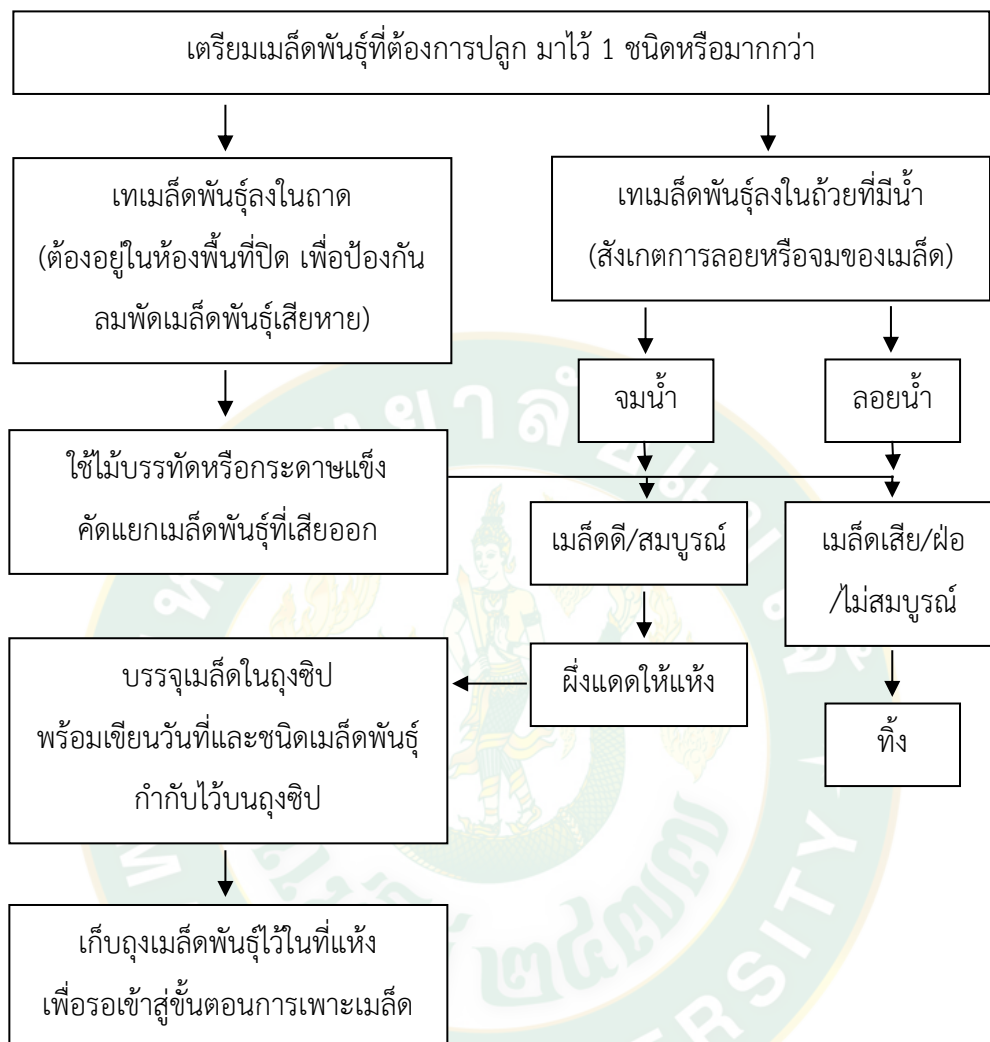 เตรียมเมล็ดพันธุ์ที่ต้องการปลูก มาไว้ 1 ชนิดหรือมากกว่า
เทเมล็ดพันธุ์ลงในถาด
(ต้องอยู่ในห้องพื้นที่ปิด เพื่อป้องกัน
ลมพัดเมล็ดพันธุ์เสียหาย)
เทเมล็ดพันธุ์ลงในถ้วยที่มีน้ำ
(สังเกตการลอยหรือจมของเมล็ด)
จมน้ำ
ลอยน้ำ
ใช้ไม้บรรทัดหรือกระดาษแข็ง
คัดแยกเมล็ดพันธุ์ที่เสียออก
เมล็ดดี/สมบูรณ์
เมล็ดเสีย/ฝ่อ
/ไม่สมบูรณ์
บรรจุเมล็ดในถุงซิป
พร้อมเขียนวันที่และชนิดเมล็ดพันธุ์
กำกับไว้บนถุงซิป
ผึ่งแดดให้แห้ง
ทิ้ง
เก็บถุงเมล็ดพันธุ์ไว้ในที่แห้ง
เพื่อรอเข้าสู่ขั้นตอนการเพาะเมล็ด
๒๔๗๗